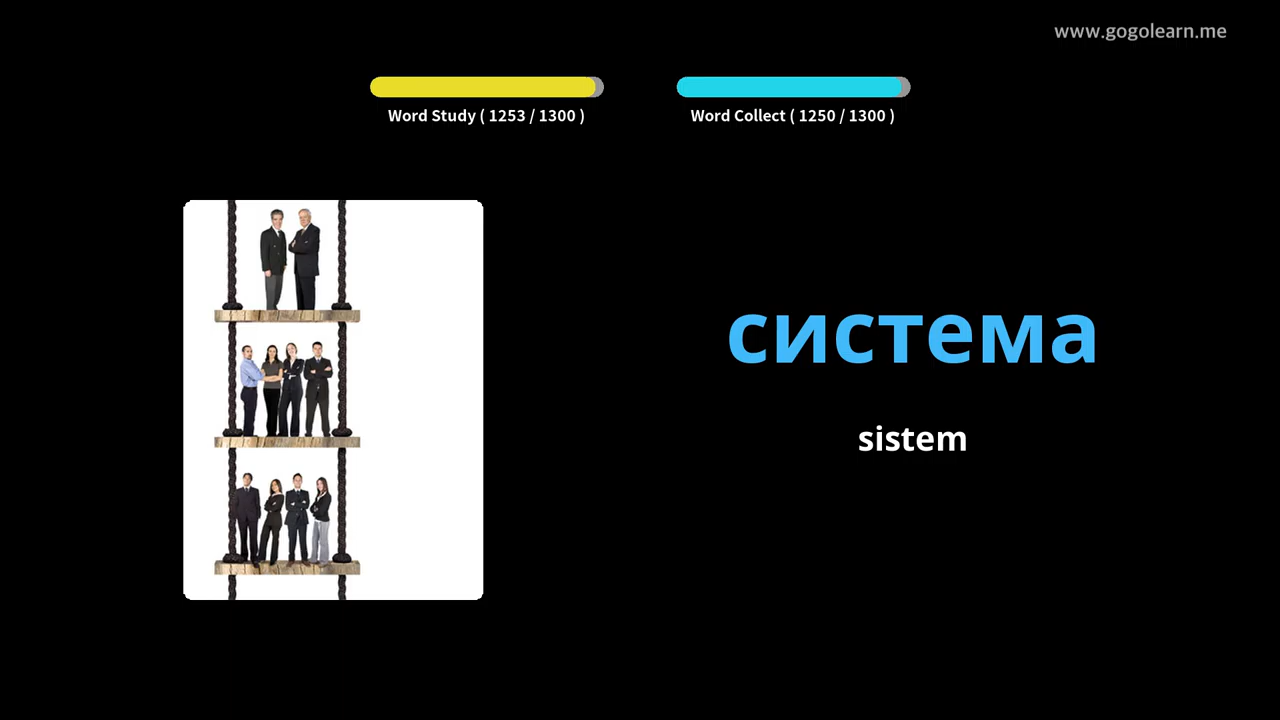 www.gogolearn.me
Word Study ( 1253 / 1300 )
Word Collect ( 1250 / 1300 )
система
sistem